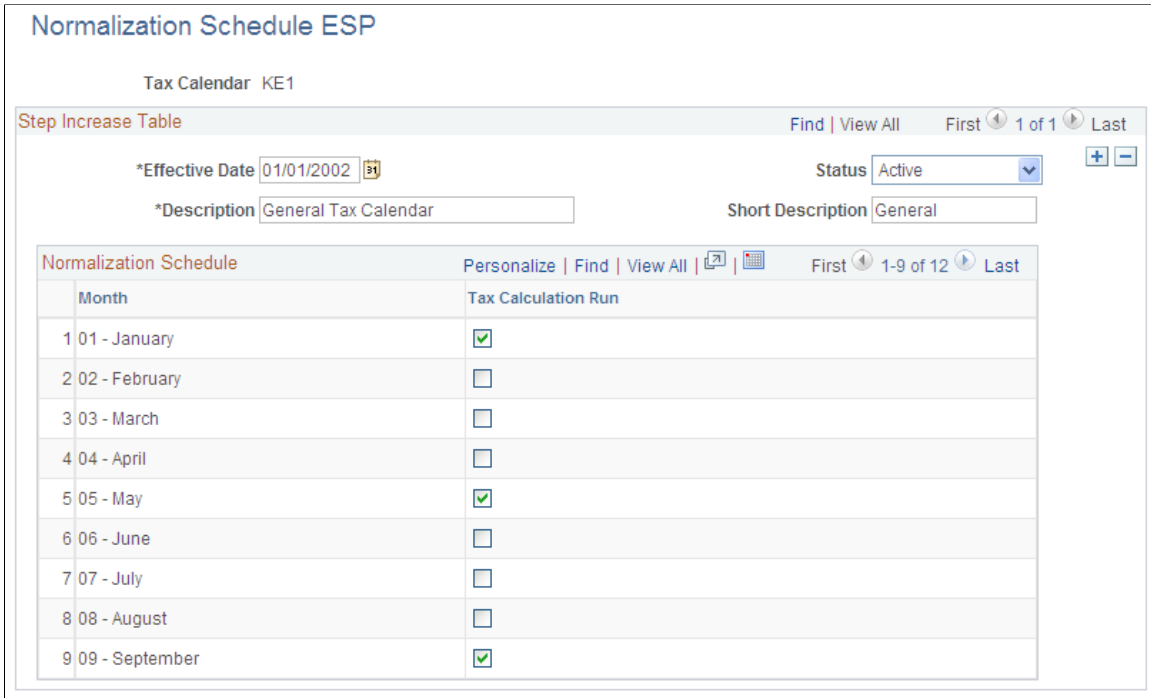 Normalization Schedule ESP
Tax Calendar KE1
Step Increase Table Find | View All First 1 of 1 Last
*Effective Date 01/01/2002 31 Status Active
*Description General Tax Calendar Short Description General
Normalization Schedule Personalize | Find | View All | | First 1-9 of 12 Last
Month Tax Calculation Run
1 01 - January
2 02 - February
3 03 - March
4 04 - April
5 05 - May
6 06 - June
7 07 - July
8 08 - August
9 09 - September